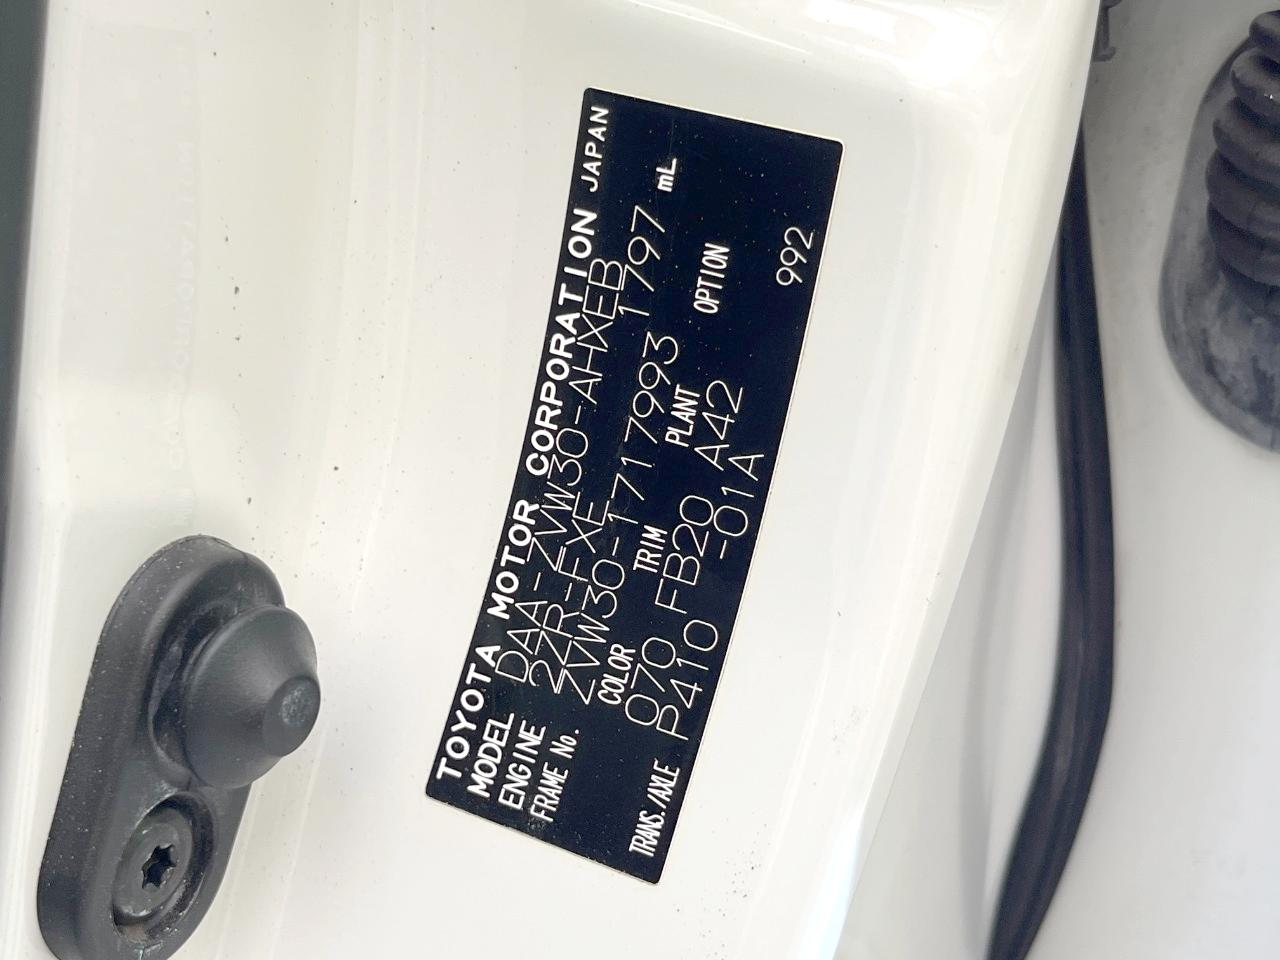 TOYOTA MOTOR CORPORATION JAPAN
MODEL DAA-ZVW30-AHXEB
ENGINE 2ZR-FXE 1797 mL
FRAME No. ZVW30-1717993
COLOR TRIM PLANT OPTION
070 FB20 A42
TRANS./AXLE P410 -01A
992